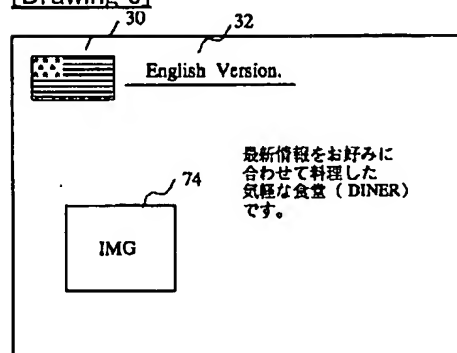 [Drawing 6]
30
32
English Version.
最新情報をお好みに
合わせて料理した
気軽な食堂 ( DINER )
です。
74
IMG